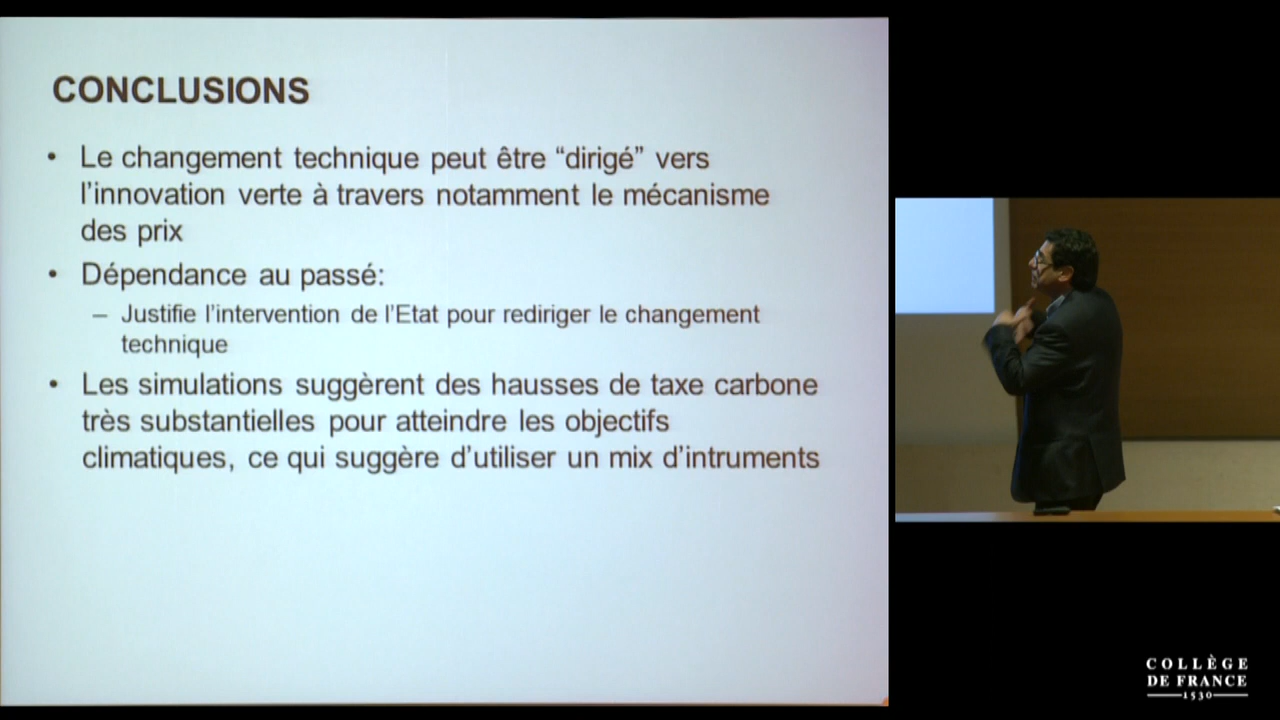 CONCLUSIONS
• Le changement technique peut être “dirigé” vers
l’innovation verte à travers notamment le mécanisme
des prix
• Dépendance au passé:
– Justifie l’intervention de l’Etat pour rediriger le changement
technique
• Les simulations suggèrent des hausses de taxe carbone
très substantielles pour atteindre les objectifs
climatiques, ce qui suggère d’utiliser un mix d’intruments
COLLÈGE
DE FRANCE
1530